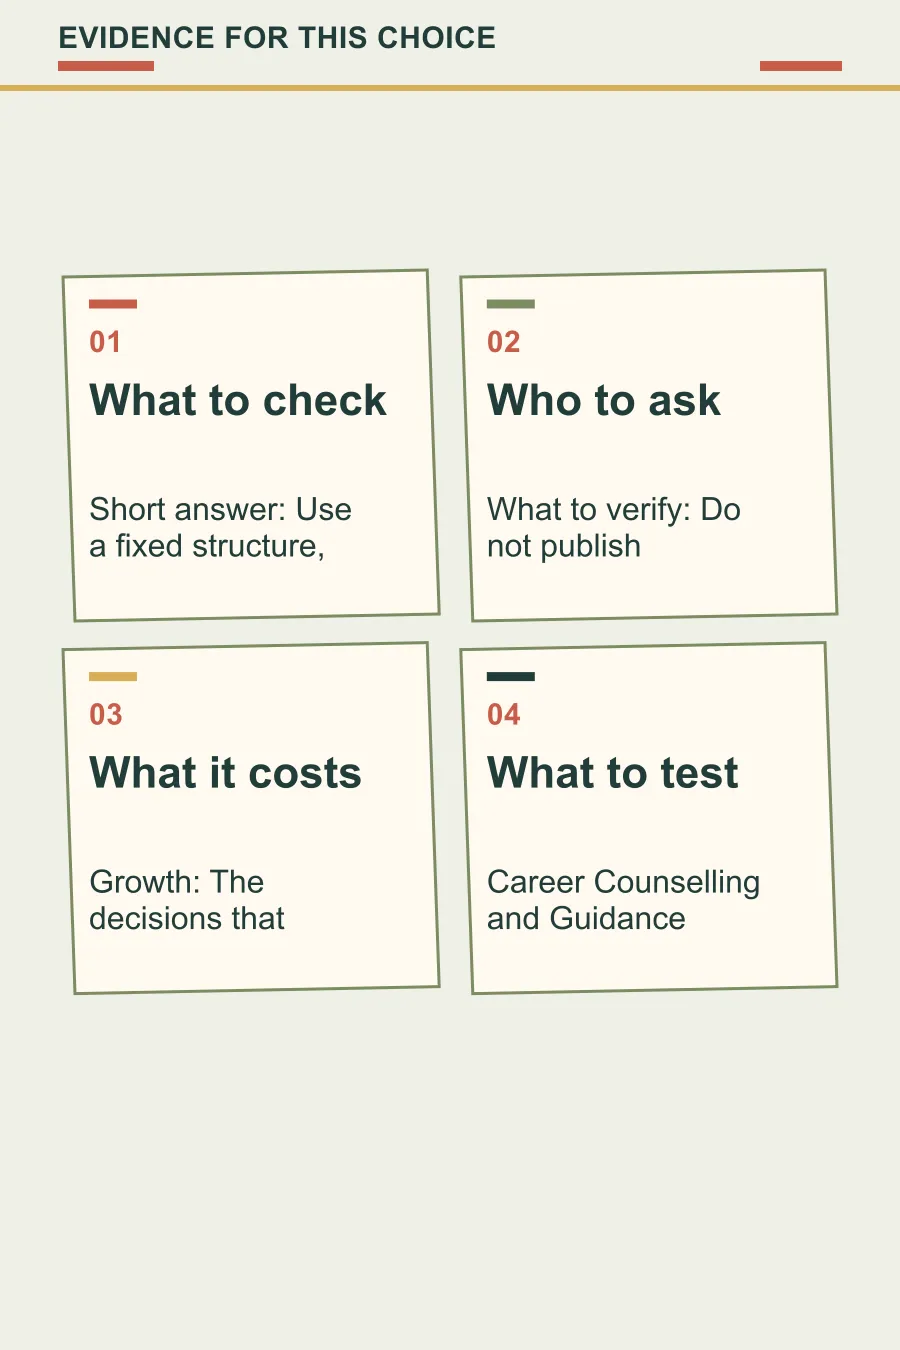 EVIDENCE FOR THIS CHOICE
01
What to check
Short answer: Use
a fixed structure,
02
Who to ask
What to verify: Do
not publish
03
What it costs
Growth: The
decisions that
04
What to test
Career Counselling
and Guidance